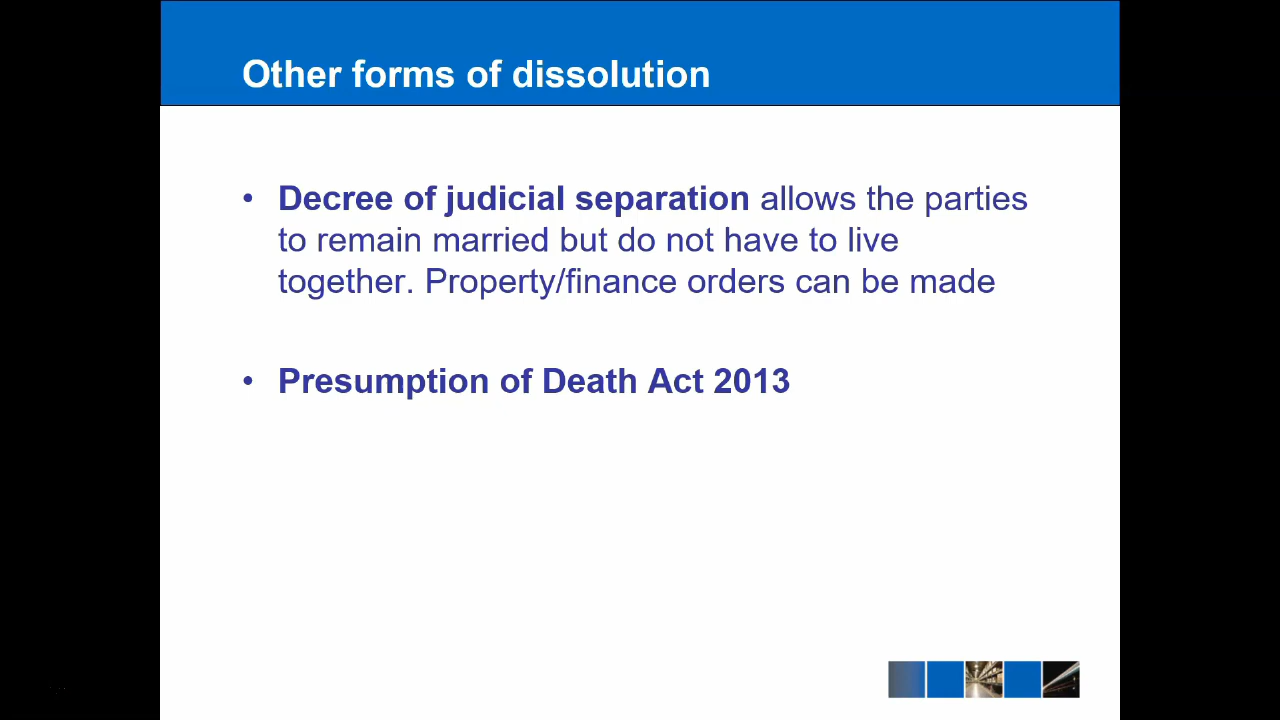 Other forms of dissolution
• Decree of judicial separation allows the parties
to remain married but do not have to live
together. Property/finance orders can be made
• Presumption of Death Act 2013